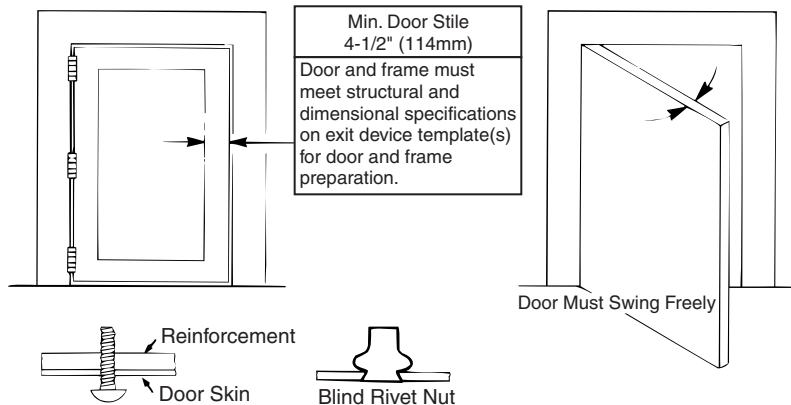 Min. Door Stile
4-1/2" (114mm)
Door and frame must
meet structural and
dimensional specifications
on exit device template(s)
for door and frame
preparation.
Door Must Swing Freely
Reinforcement
Door Skin
Blind Rivet Nut